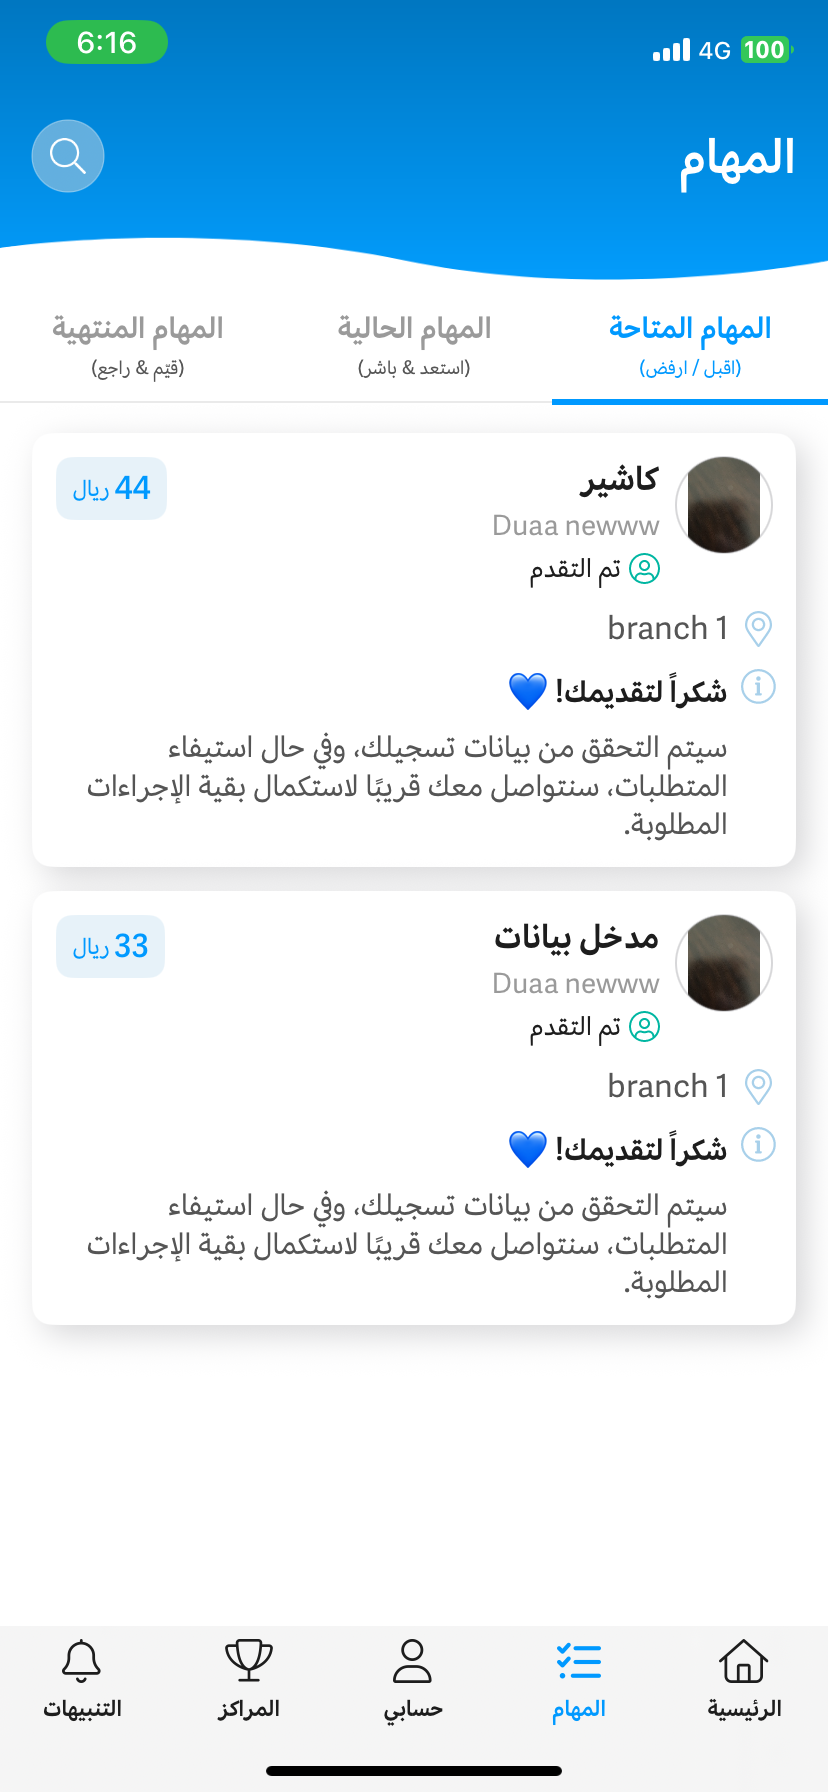 6:16
4G 100
المهام
المهام المتاحة
(اقبل / ارفض)
المهام الحالية
(استعد & باشر)
المهام المنتهية
(قيّم & راجع)
كاشير
44 ريال
Duaa newww
تم التقدم
branch 1
شكراً لتقديمك! 💙
سيتم التحقق من بيانات تسجيلك، وفي حال استيفاء
المتطلبات، سنتواصل معك قريبًا لاستكمال بقية الإجراءات
المطلوبة.
مدخل بيانات
33 ريال
Duaa newww
تم التقدم
branch 1
شكراً لتقديمك! 💙
سيتم التحقق من بيانات تسجيلك، وفي حال استيفاء
المتطلبات، سنتواصل معك قريبًا لاستكمال بقية الإجراءات
المطلوبة.
الرئيسية
المهام
حسابي
المراكز
التنبيهات